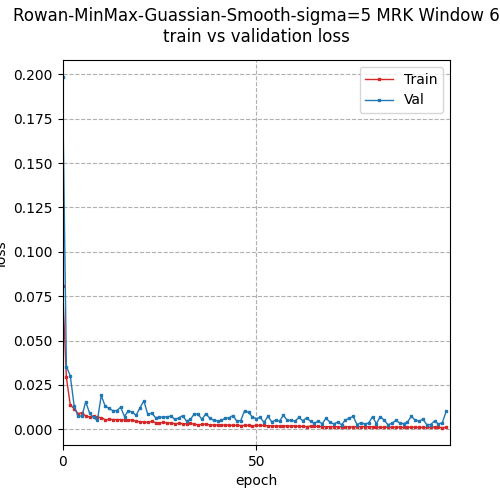 Rowan-MinMax-Guassian-Smooth-sigma=5 MRK Window 6
train vs validation loss
Train
Val
0.200
0.175
0.150
0.125
0.100
0.075
0.050
0.025
0.000
loss
0
50
epoch